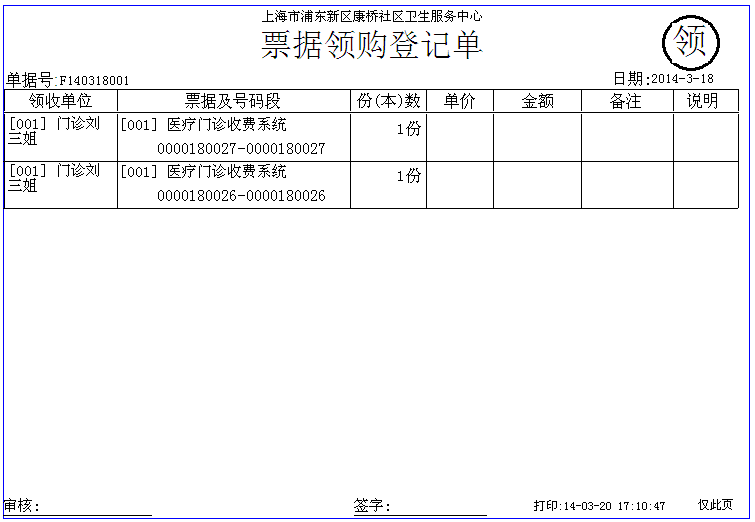 上海市浦东新区康桥社区卫生服务中心
票据领购登记单
领
单据号:F140318001 日期:2014-3-18
领收单位 票据及号码段 份(本)数 单价 金额 备注 说明
[001] 门诊刘 [001] 医疗门诊收费系统 1份
三姐 0000180027-0000180027
[001] 门诊刘 [001] 医疗门诊收费系统 1份
三姐 0000180026-0000180026
审核: 签字: 打印:14-03-20 17:10:47 仅此页